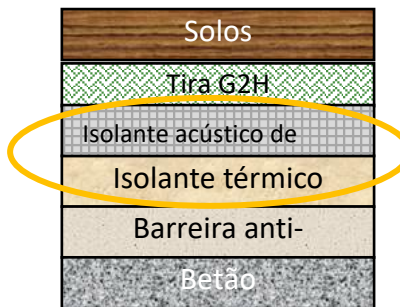 Solos
Tira G2H
Isolante acústico de
Isolante térmico
Barreira anti-
Betão